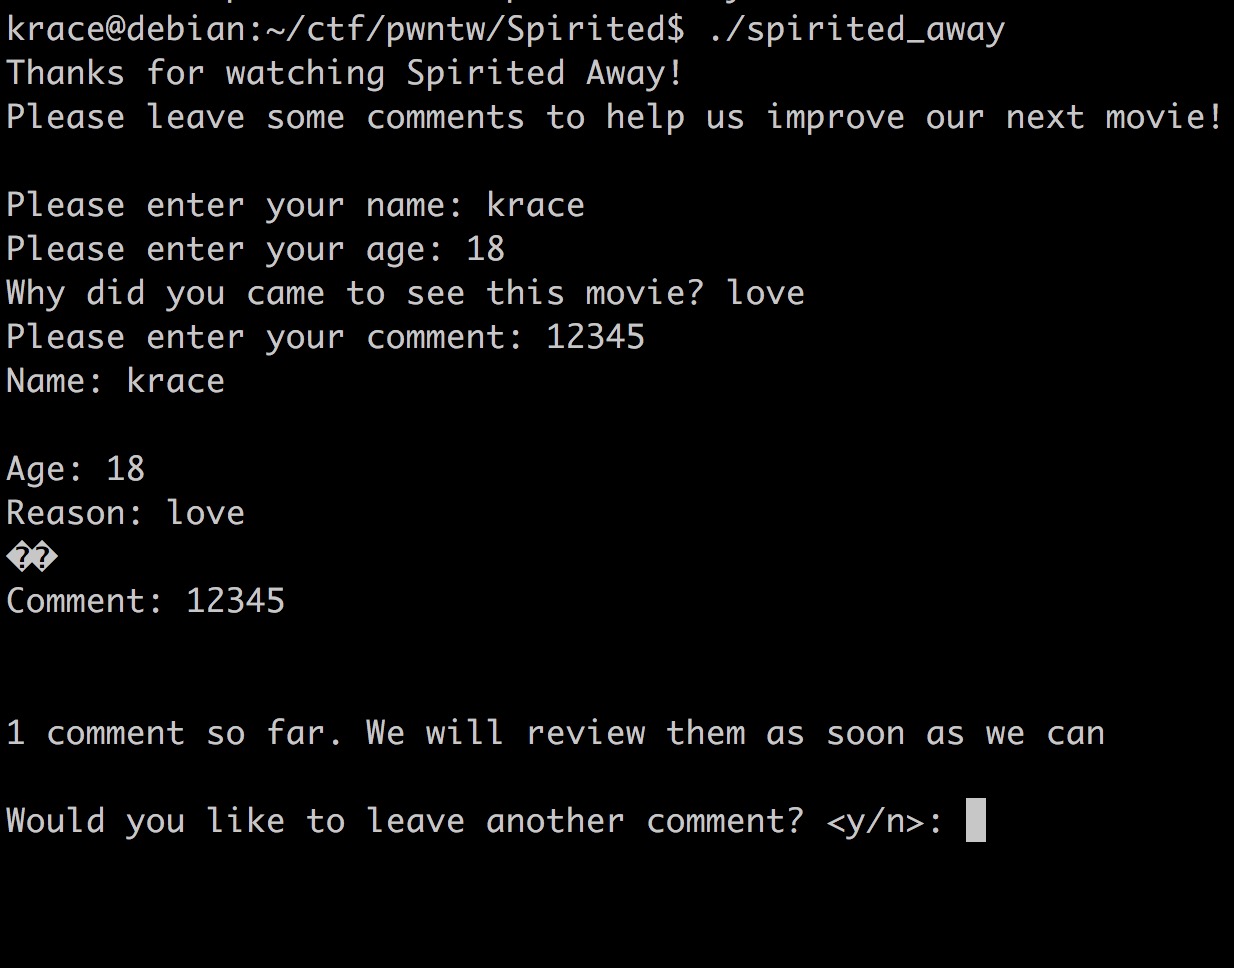 krace@debian:~/ctf/pwntw/Spirited$ ./spirited_away
Thanks for watching Spirited Away!
Please leave some comments to help us improve our next movie!
Please enter your name: krace
Please enter your age: 18
Why did you came to see this movie? love
Please enter your comment: 12345
Name: krace
Age: 18
Reason: love
��
Comment: 12345
1 comment so far. We will review them as soon as we can
Would you like to leave another comment? <y/n>: